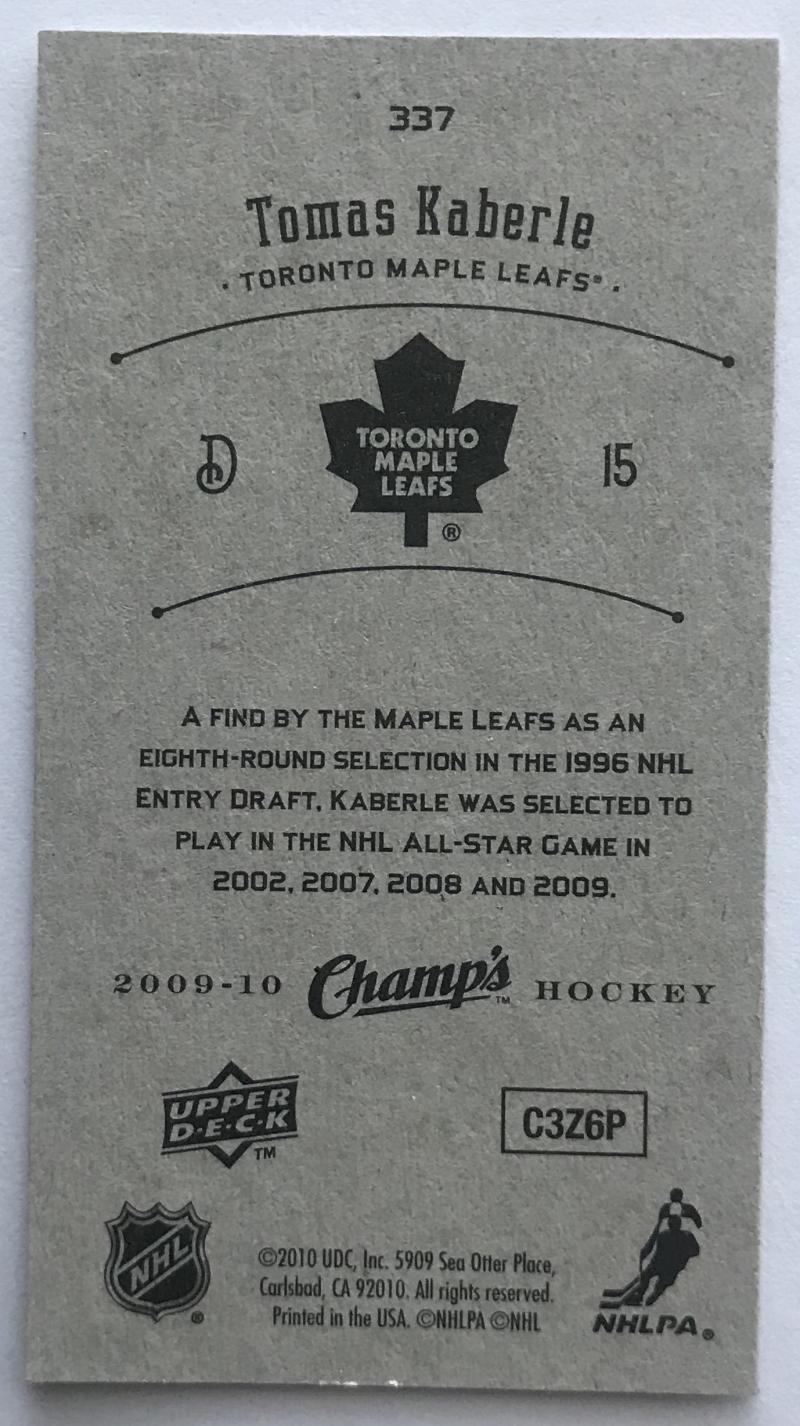 337
Tomas Kaberle
· TORONTO MAPLE LEAFS® ·
D
TORONTO
MAPLE
LEAFS
®
15
A FIND BY THE MAPLE LEAFS AS AN
EIGHTH-ROUND SELECTION IN THE 1996 NHL
ENTRY DRAFT, KABERLE WAS SELECTED TO
PLAY IN THE NHL ALL-STAR GAME IN
2002, 2007, 2008 AND 2009.
2009-10 Champ's™ HOCKEY
UPPER
D·E·C·K
™
C3Z6P
NHL
®
©2010 UDC, Inc. 5909 Sea Otter Place,
Carlsbad, CA 92010. All rights reserved.
Printed in the USA. ©NHLPA ©NHL
NHLPA®